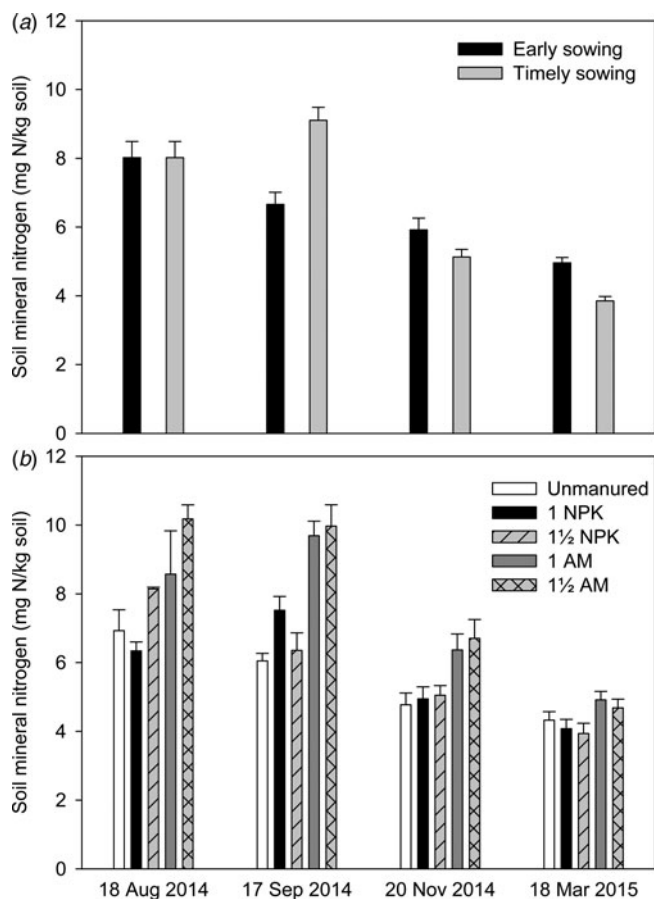 (a)
12
10
8
6
4
2
0
Soil mineral nitrogen (mg N/kg soil)
Early sowing
Timely sowing
(b)
12
10
8
6
4
2
0
Soil mineral nitrogen (mg N/kg soil)
Unmanured
1 NPK
1½ NPK
1 AM
1½ AM
18 Aug 2014 17 Sep 2014 20 Nov 2014 18 Mar 2015